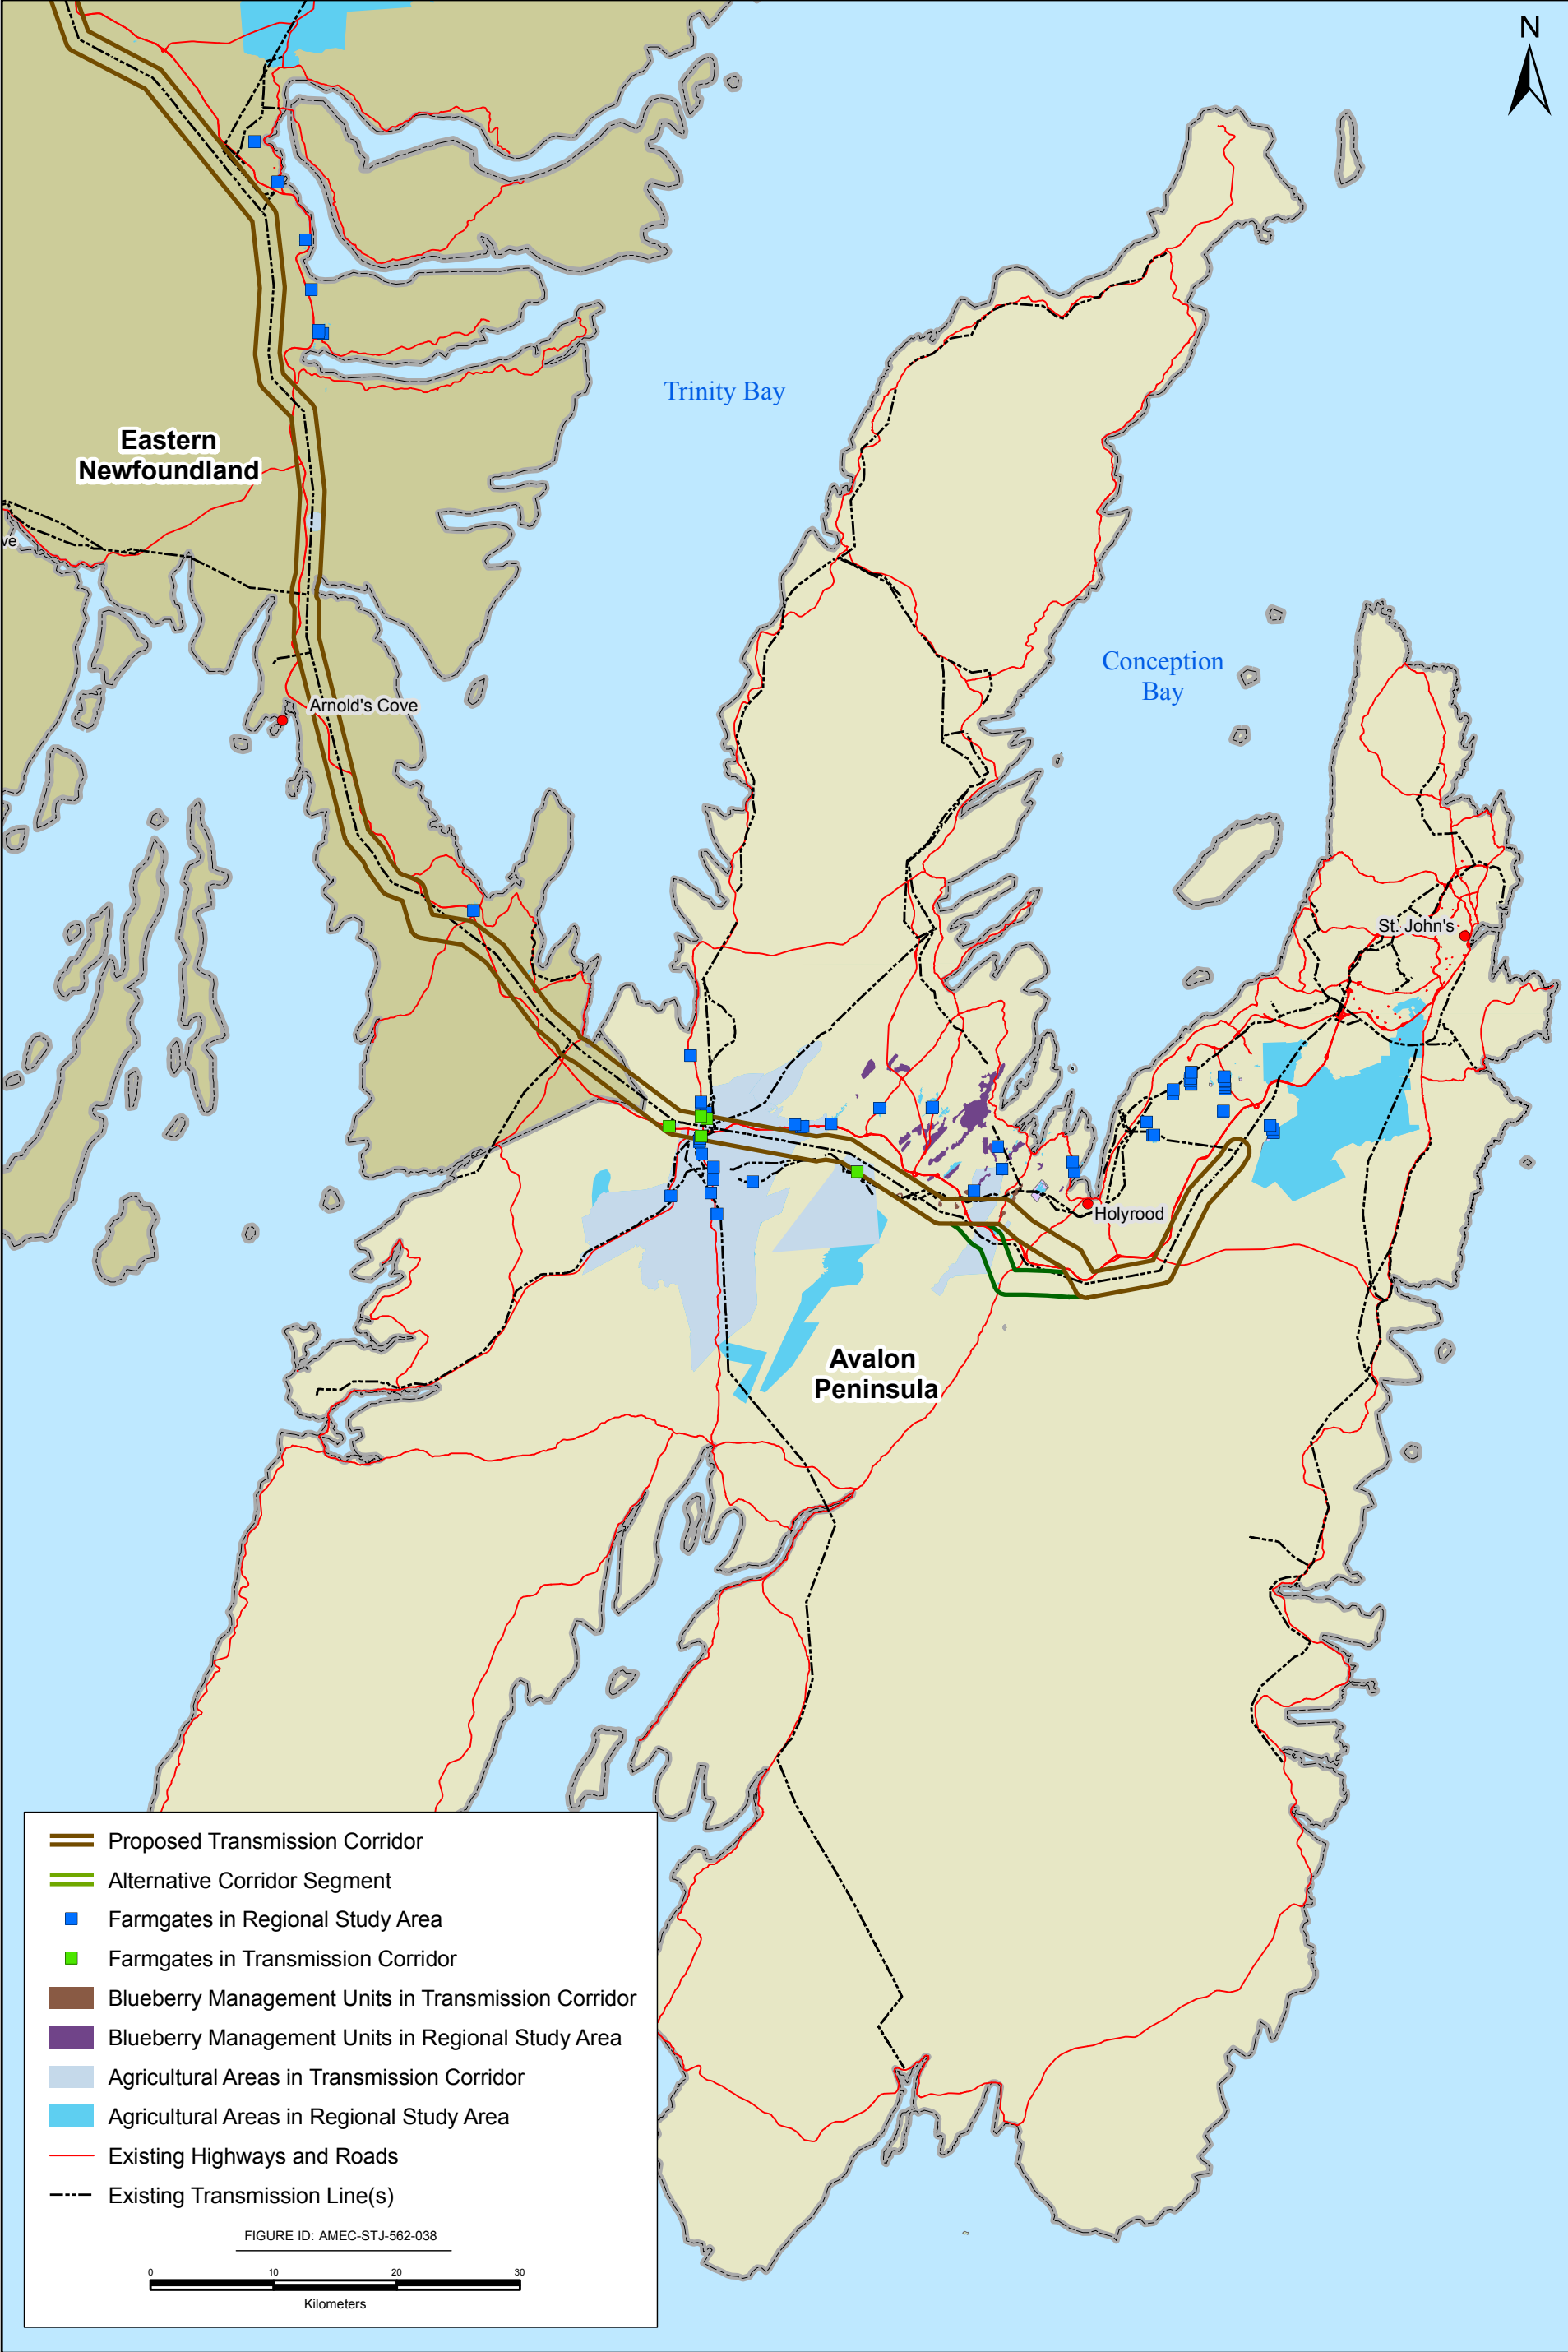 N
Trinity Bay
Eastern
Newfoundland
ve
Conception
Bay
Arnold's Cove
St. John's
Holyrood
Avalon
Peninsula
Proposed Transmission Corridor
Alternative Corridor Segment
Farmgates in Regional Study Area
Farmgates in Transmission Corridor
Blueberry Management Units in Transmission Corridor
Blueberry Management Units in Regional Study Area
Agricultural Areas in Transmission Corridor
Agricultural Areas in Regional Study Area
Existing Highways and Roads
Existing Transmission Line(s)
FIGURE ID: AMEC-STJ-562-038
0 10 20 30
Kilometers